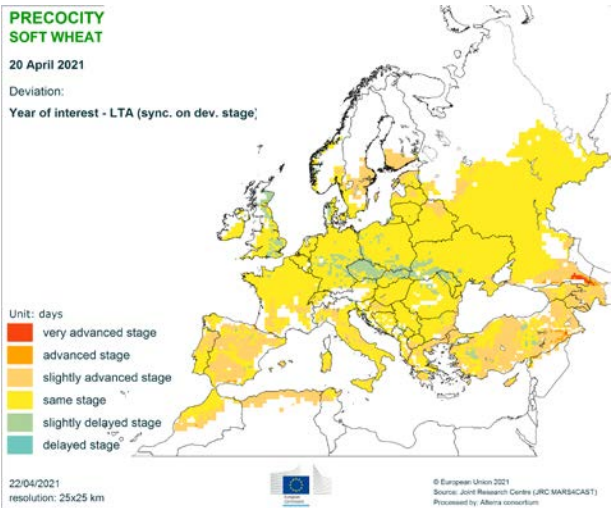 PRECOCITY
SOFT WHEAT
20 April 2021
Deviation:
Year of interest - LTA (sync. on dev. stage)
Unit: days
very advanced stage
advanced stage
slightly advanced stage
same stage
slightly delayed stage
delayed stage
22/04/2021
resolution: 25x25 km
European
Commission
© European Union 2021
Source: Joint Research Centre (JRC MARS4CAST)
Processed by: Alterra consortium